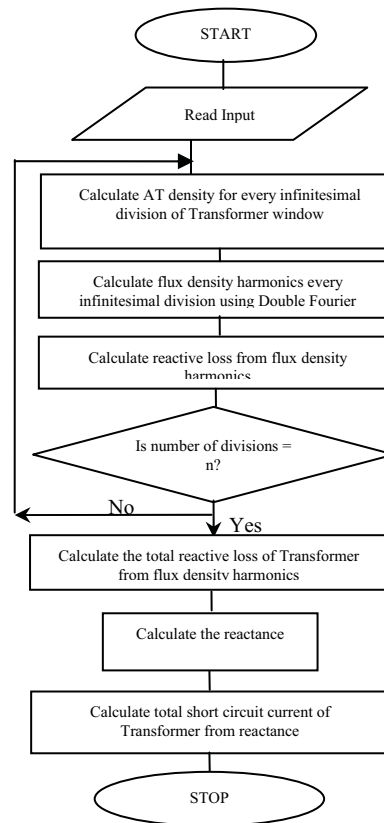 START
Read Input
Calculate AT density for every infinitesimal
division of Transformer window
Calculate flux density harmonics every
infinitesimal division using Double Fourier
Calculate reactive loss from flux density
harmonics
Is number of divisions =
n?
No
Yes
Calculate the total reactive loss of Transformer
from flux density harmonics
Calculate the reactance
Calculate total short circuit current of
Transformer from reactance
STOP